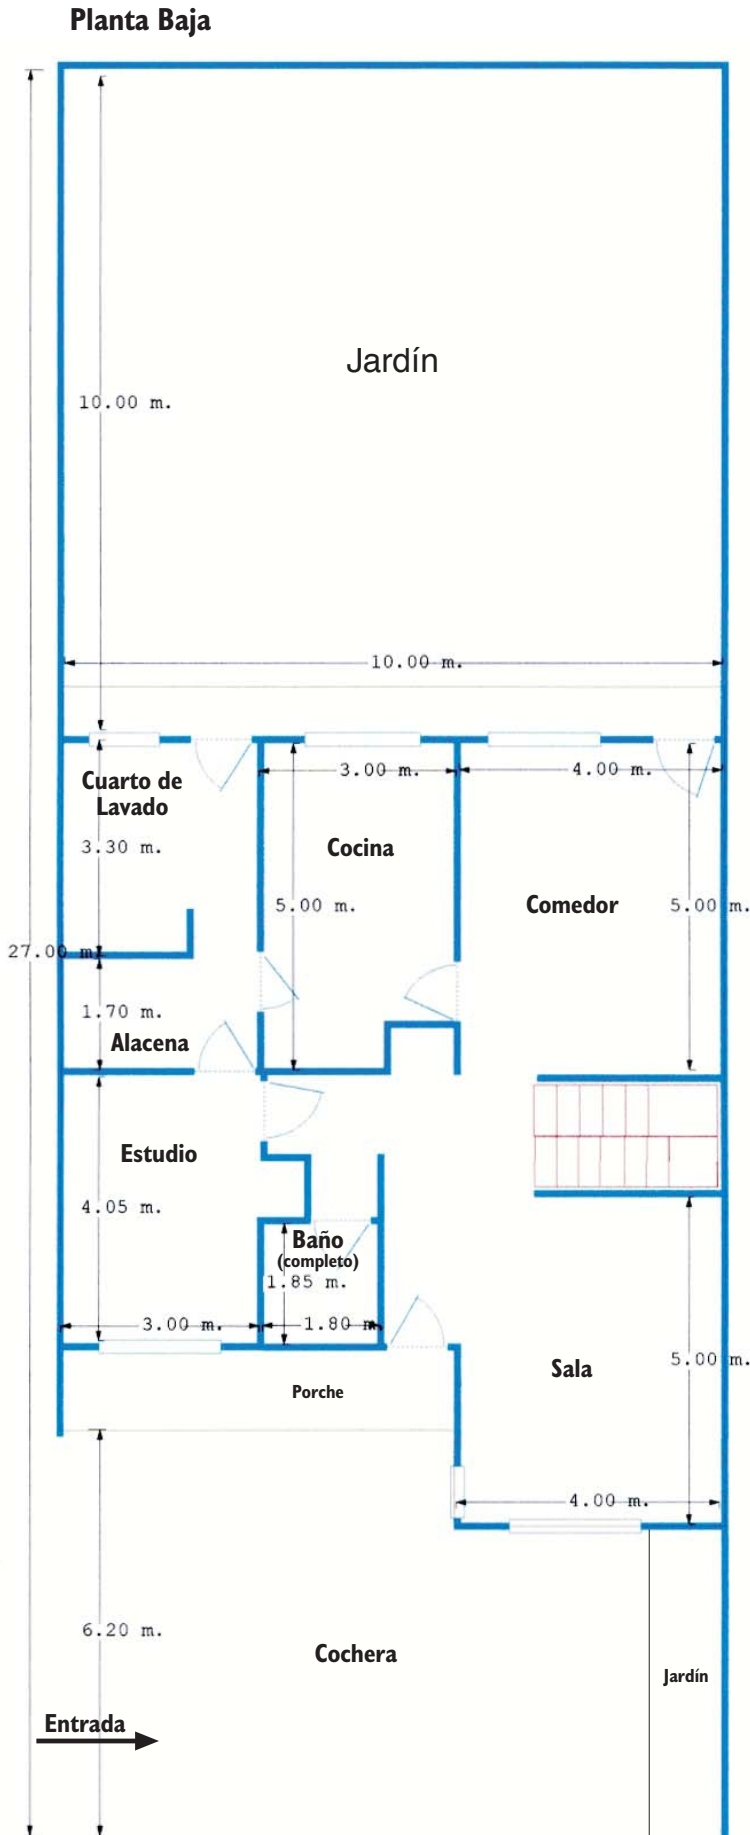 Planta Baja
Jardín
10.00 m.
10.00 m.
3.00 m.
4.00 m.
Cuarto de
Lavado
3.30 m.
Cocina
5.00 m.
Comedor
5.00 m.
27.00 m.
1.70 m.
Alacena
Estudio
4.05 m.
Baño
(completo)
1.85 m.
3.00 m.
1.80 m
Sala
5.00 m.
Porche
4.00 m.
6.20 m.
Cochera
Jardín
Entrada